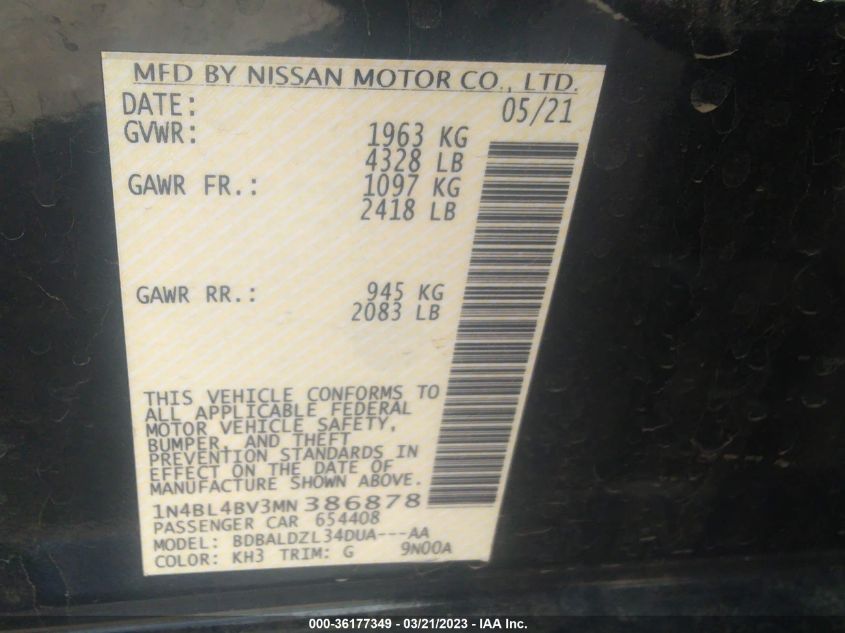 MFD BY NISSAN MOTOR CO., LTD.
DATE: 05/21
GVWR: 1963 KG
4328 LB
GAWR FR.: 1097 KG
2418 LB
GAWR RR.: 945 KG
2083 LB
THIS VEHICLE CONFORMS TO
ALL APPLICABLE FEDERAL
MOTOR VEHICLE SAFETY,
BUMPER, AND THEFT
PREVENTION STANDARDS IN
EFFECT ON THE DATE OF
MANUFACTURE SHOWN ABOVE.
1N4BL4BV3MN386878
PASSENGER CAR 654408
MODEL: BDBALDZL34DUA---AA
COLOR: KH3 TRIM: G 9N00A
000-36177349 - 03/21/2023 - IAA Inc.